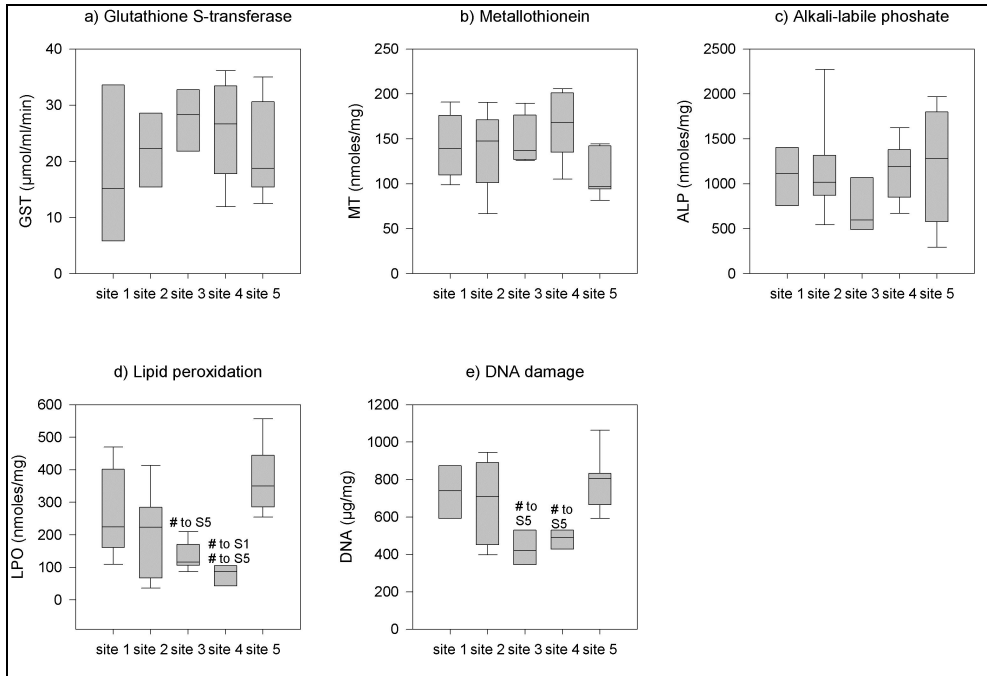 a) Glutathione S-transferase
GST (µmol/ml/min)
40
30
20
10
0
site 1 site 2 site 3 site 4 site 5
b) Metallothionein
MT (nmoles/mg)
250
200
150
100
50
0
site 1 site 2 site 3 site 4 site 5
c) Alkali-labile phoshate
ALP (nmoles/mg)
2500
2000
1500
1000
500
0
site 1 site 2 site 3 site 4 site 5
d) Lipid peroxidation
LPO (nmoles/mg)
600
500
400
300
200
100
0
# to S5
# to S1
# to S5
site 1 site 2 site 3 site 4 site 5
e) DNA damage
DNA (µg/mg)
1200
1000
800
600
400
200
0
# to
S5
# to
S5
site 1 site 2 site 3 site 4 site 5